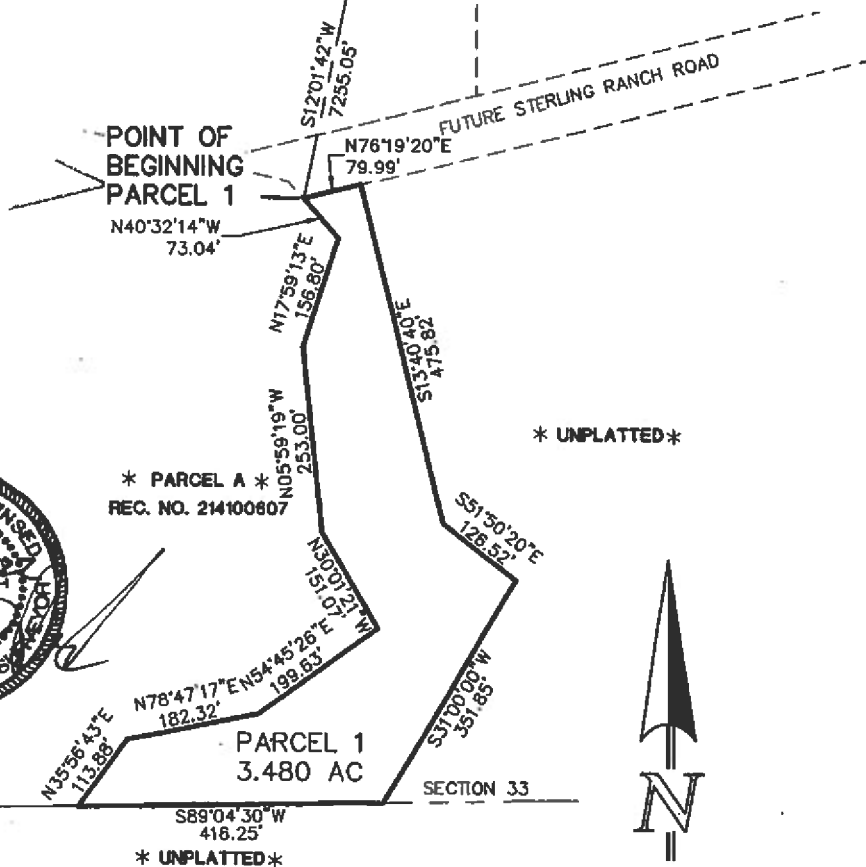 S12°01'42"W
7255.05'
FUTURE STERLING RANCH ROAD
POINT OF
BEGINNING
PARCEL 1
N76°19'20"E
79.99'
N40°32'14"W
73.04'
N17°59'13"E
156.80'
S13°40'40"E
475.82'
N05°59'19"W
253.00'
* UNPLATTED *
* PARCEL A *
REC. NO. 214100607
S51°50'20"E
126.52'
N30°01'21"W
151.07'
N54°45'26"E
199.63'
N78°47'17"E
182.32'
S31°00'00"W
351.85'
N35°56'43"E
113.88'
PARCEL 1
3.480 AC
SECTION 33
S89°04'30"W
416.25'
* UNPLATTED *
N